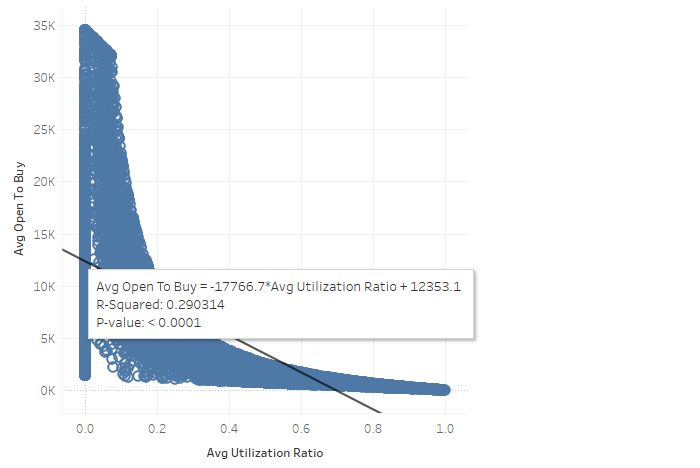 35K
30K
25K
20K
15K
10K
5K
0K
Avg Open To Buy
Avg Open To Buy = -17766.7*Avg Utilization Ratio + 12353.1
R-Squared: 0.290314
P-value: < 0.0001
0.0 0.2 0.4 0.6 0.8 1.0
Avg Utilization Ratio